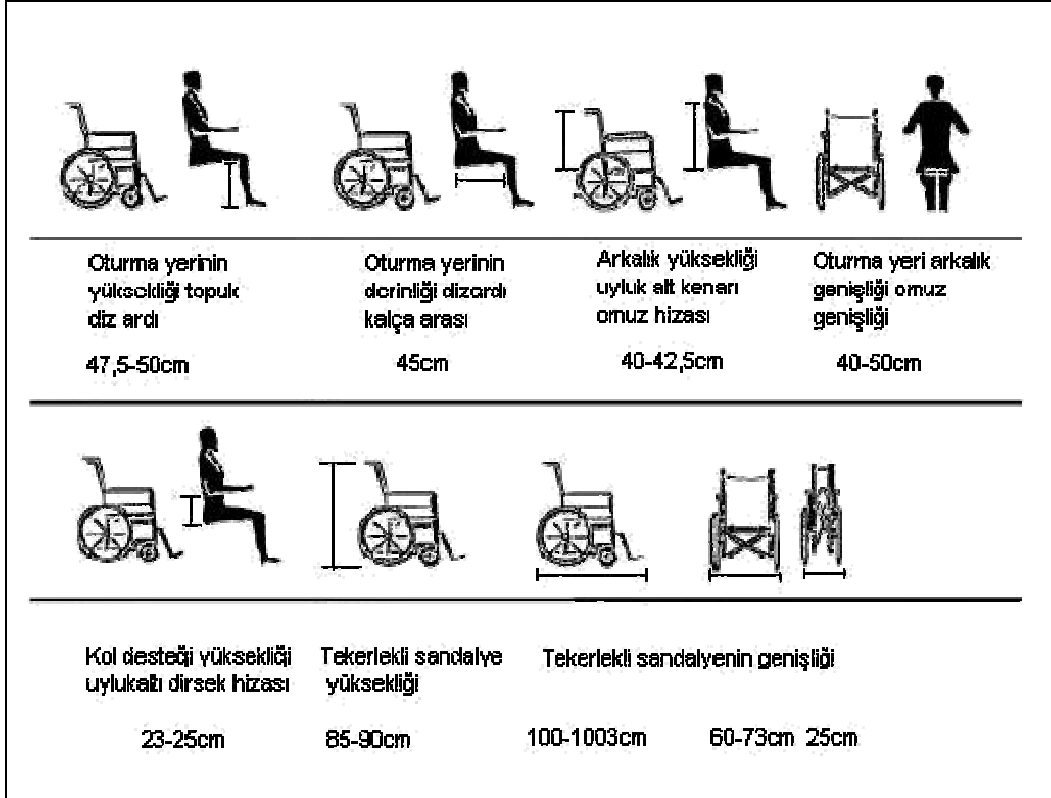 Oturma yerinin
yüksekliği topuk
diz ardı
47,5-50cm
Oturma yerinin
derinliği dizardı
kalça arası
45cm
Arkalık yüksekliği
uyluk alt kenarı
omuz hizası
40-42,5cm
Oturma yeri arkalık
genişliği omuz
genişliği
40-50cm
Kol desteği yüksekliği
uylukaltı dirsek hizası
23-25cm
Tekerlekli sandalye
yüksekliği
85-90cm
Tekerlekli sandalyenin genişliği
100-1003cm 60-73cm 25cm